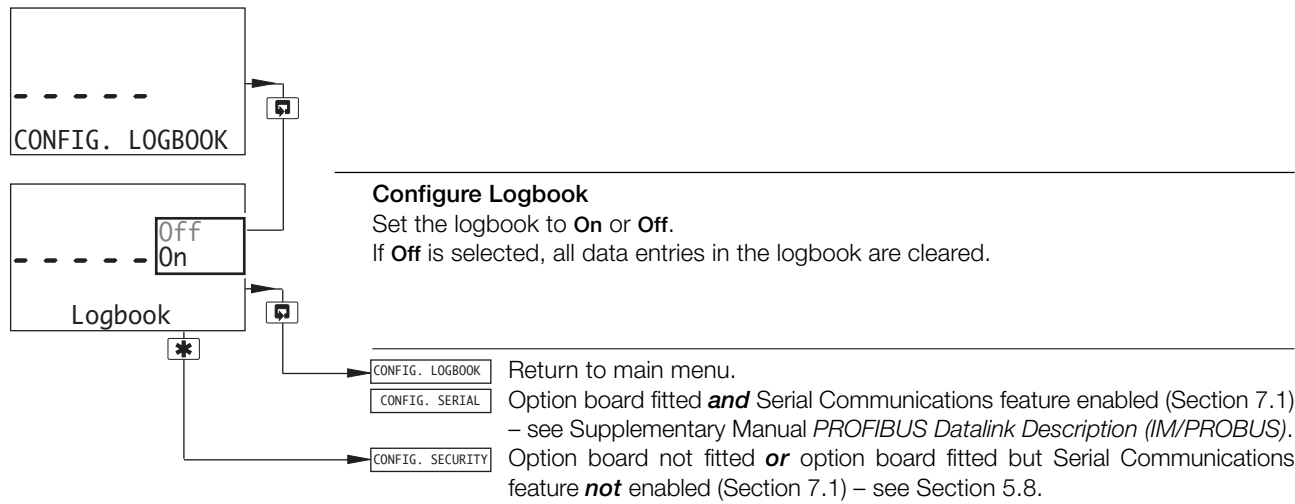 CONFIG. LOGBOOK
Off
On
Logbook
Configure Logbook
Set the logbook to On or Off.
If Off is selected, all data entries in the logbook are cleared.
CONFIG. LOGBOOK Return to main menu.
CONFIG. SERIAL Option board fitted and Serial Communications feature enabled (Section 7.1)
– see Supplementary Manual PROFIBUS Datalink Description (IM/PROBUS).
CONFIG. SECURITY Option board not fitted or option board fitted but Serial Communications
feature not enabled (Section 7.1) – see Section 5.8.